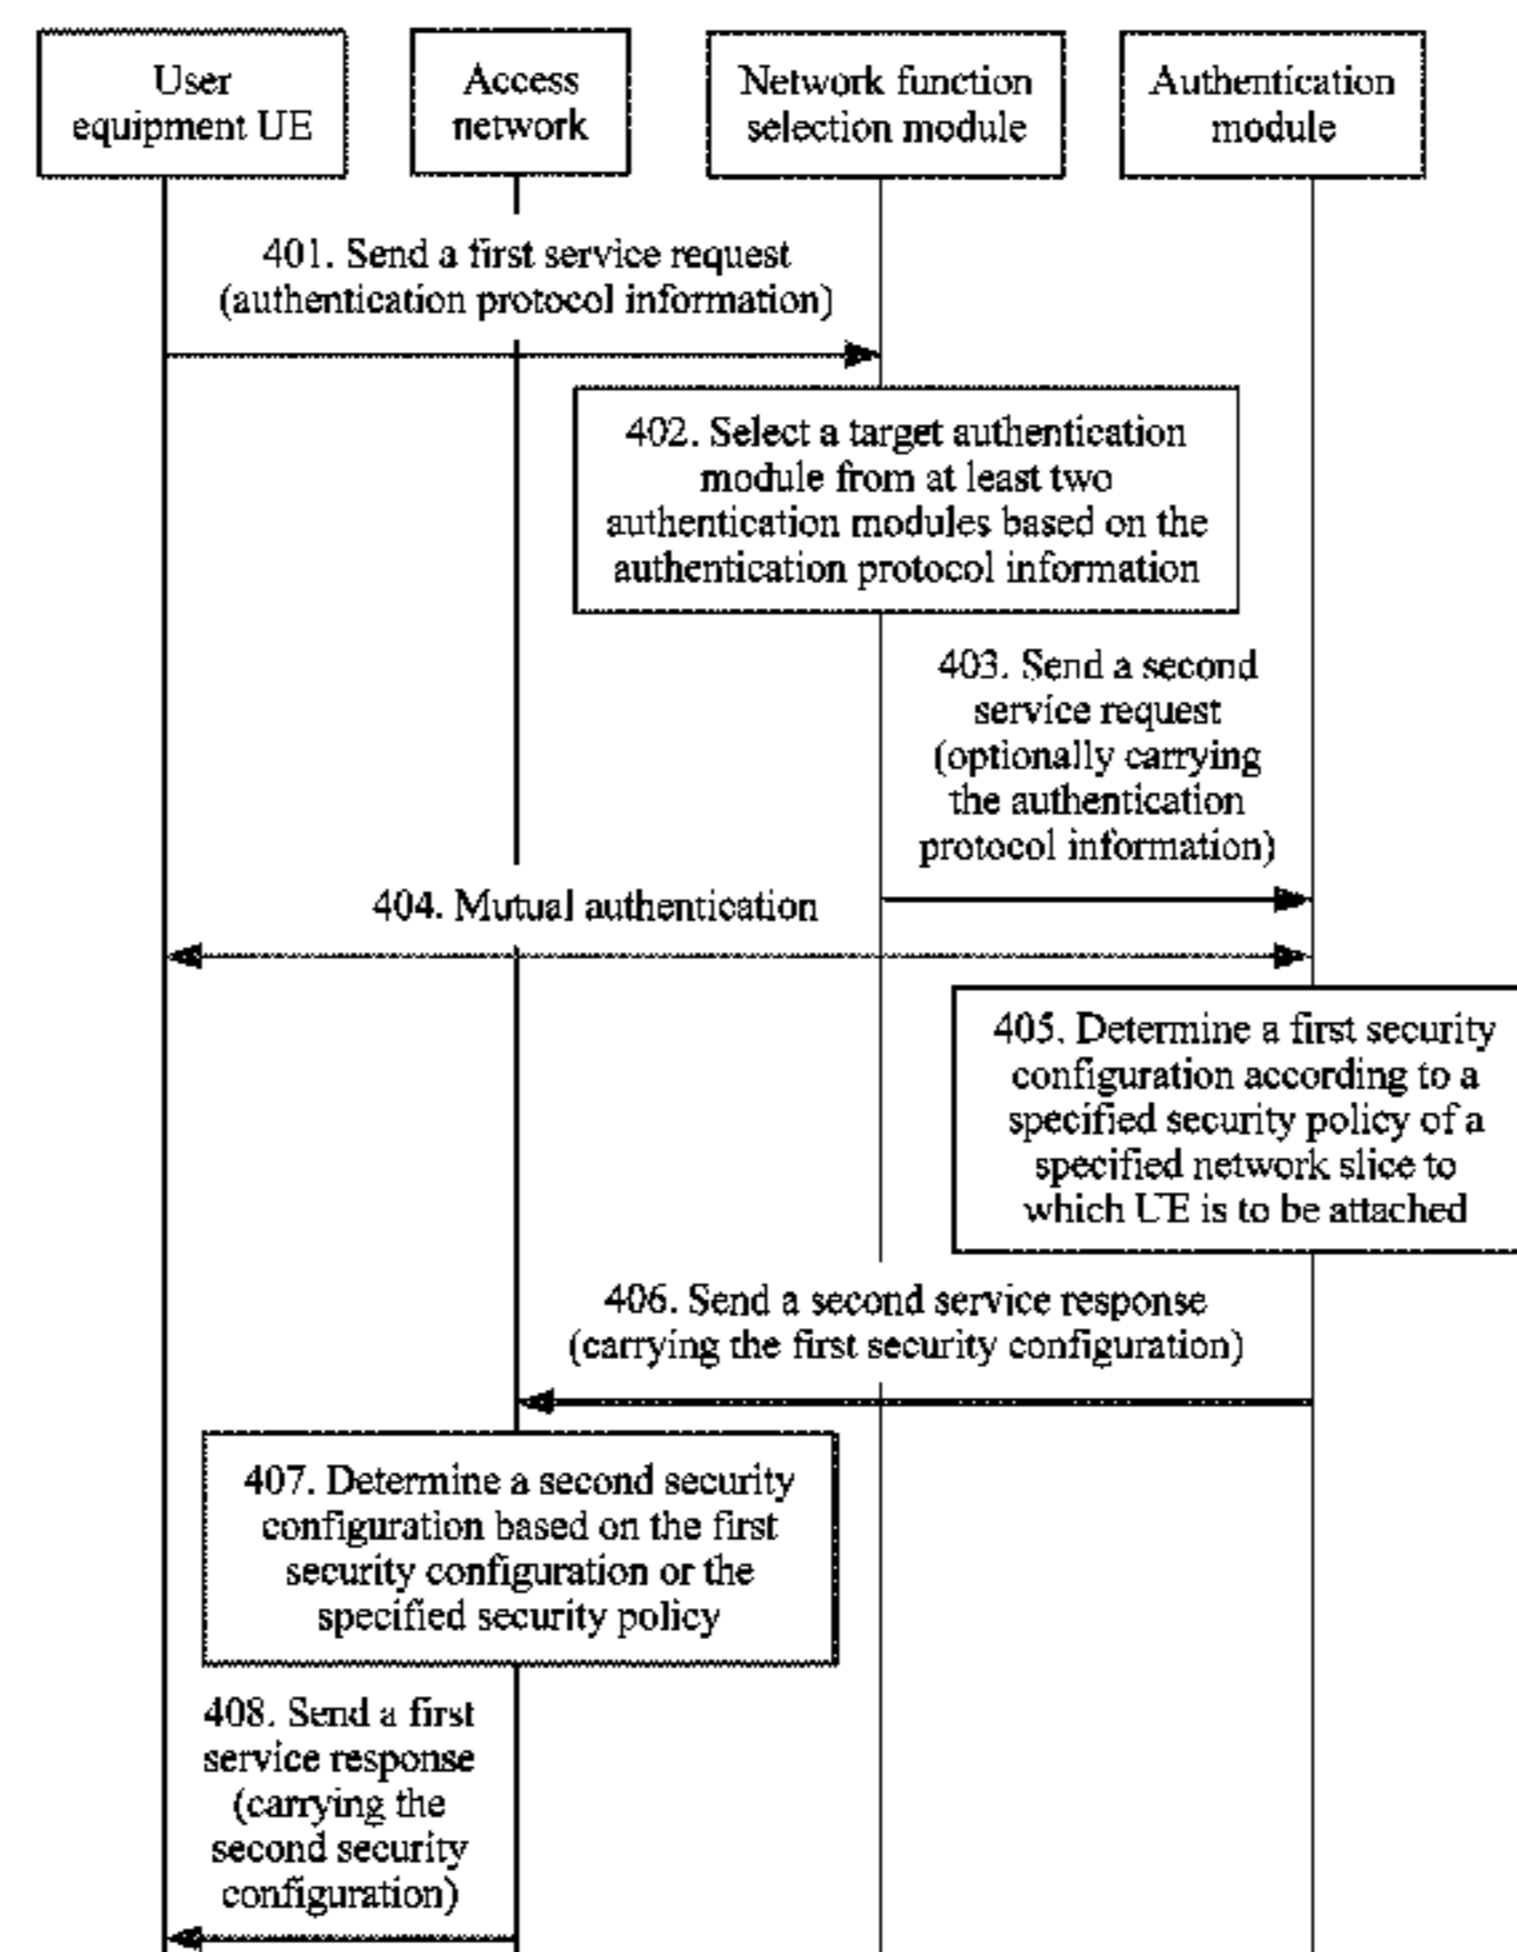 User
equipment UE
Access
network
Network function
selection module
Authentication
module
401. Send a first service request
(authentication protocol information)
402. Select a target authentication
module from at least two
authentication modules based on the
authentication protocol information
403. Send a second
service request
(optionally carrying
the authentication
protocol information)
404. Mutual authentication
405. Determine a first security
configuration according to a
specified security policy of a
specified network slice to
which UE is to be attached
406. Send a second service response
(carrying the first security configuration)
407. Determine a second security
configuration based on the first
security configuration or the
specified security policy
408. Send a first
service response
(carrying the
second security
configuration)